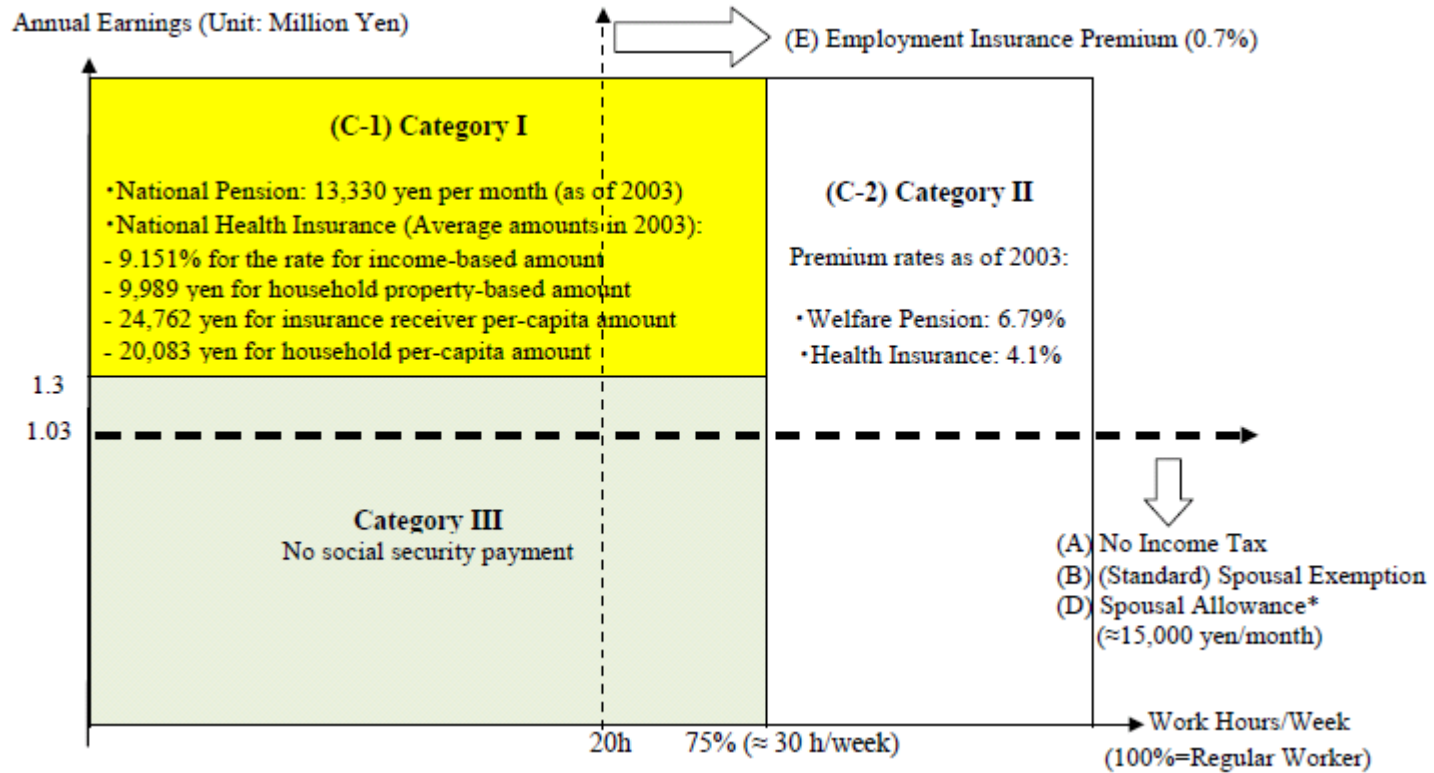 Annual Earnings (Unit: Million Yen)
(E) Employment Insurance Premium (0.7%)
(C-1) Category I
・National Pension: 13,330 yen per month (as of 2003)
・National Health Insurance (Average amounts in 2003):
- 9.151% for the rate for income-based amount
- 9,989 yen for household property-based amount
- 24,762 yen for insurance receiver per-capita amount
- 20,083 yen for household per-capita amount
(C-2) Category II
Premium rates as of 2003:
・Welfare Pension: 6.79%
・Health Insurance: 4.1%
1.3
1.03
Category III
No social security payment
(A) No Income Tax
(B) (Standard) Spousal Exemption
(D) Spousal Allowance*
(≈15,000 yen/month)
20h
75% (≈ 30 h/week)
Work Hours/Week
(100%=Regular Worker)